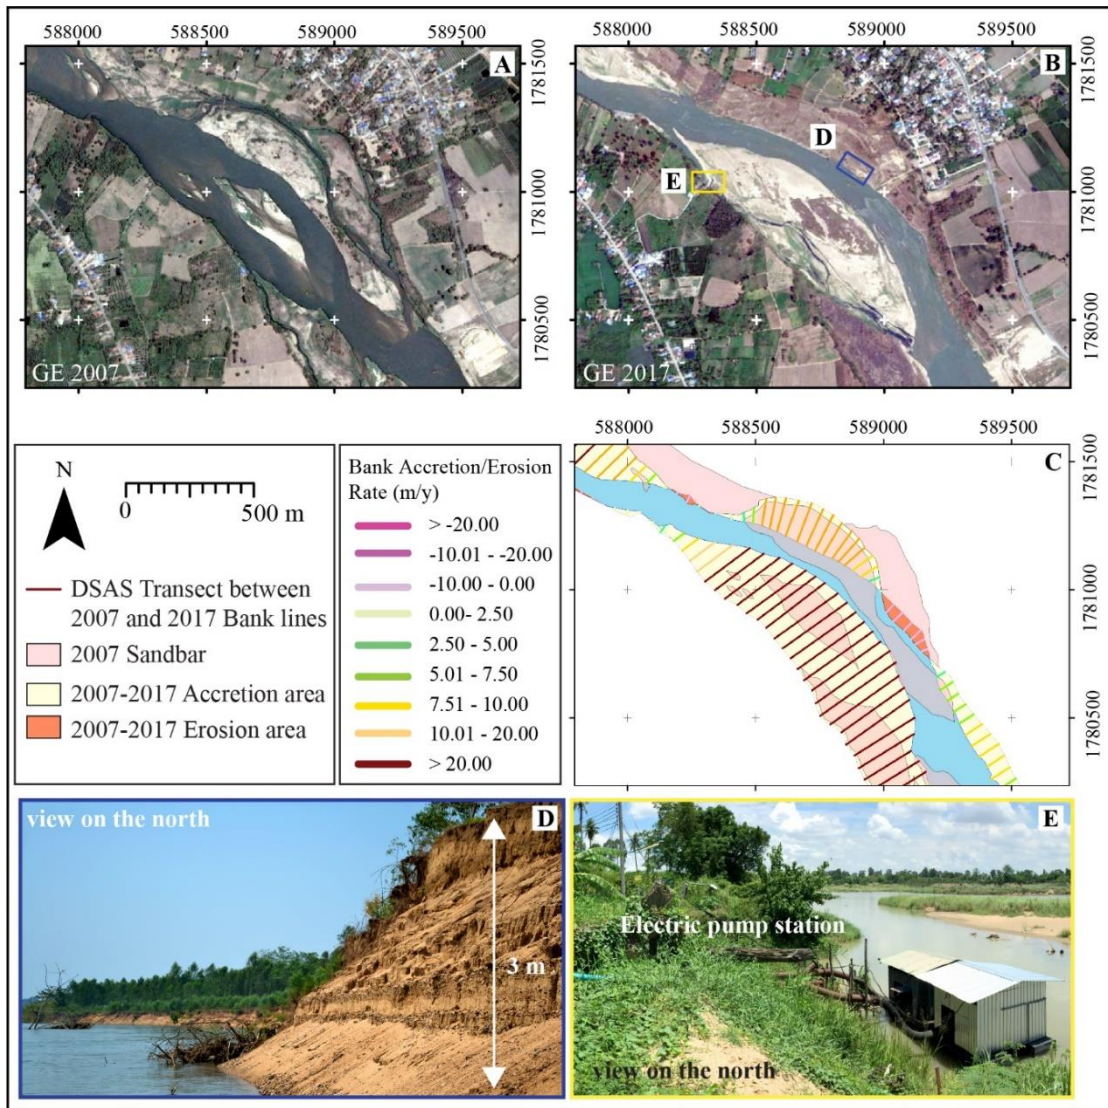 588000 588500 589000 589500
588000 588500 589000 589500
A
B
1781500
1781000
1780500
1781500
1781000
1780500
D
E
GE 2007
GE 2017
588000 588500 589000 589500
C
1781500
1781000
1780500
N
0 500 m
DSAS Transect between
2007 and 2017 Bank lines
2007 Sandbar
2007-2017 Accretion area
2007-2017 Erosion area
Bank Accretion/Erosion
Rate (m/y)
> -20.00
-10.01 - -20.00
-10.00 - 0.00
0.00- 2.50
2.50 - 5.00
5.01 - 7.50
7.51 - 10.00
10.01 - 20.00
> 20.00
view on the north
D
3 m
E
Electric pump station
view on the north